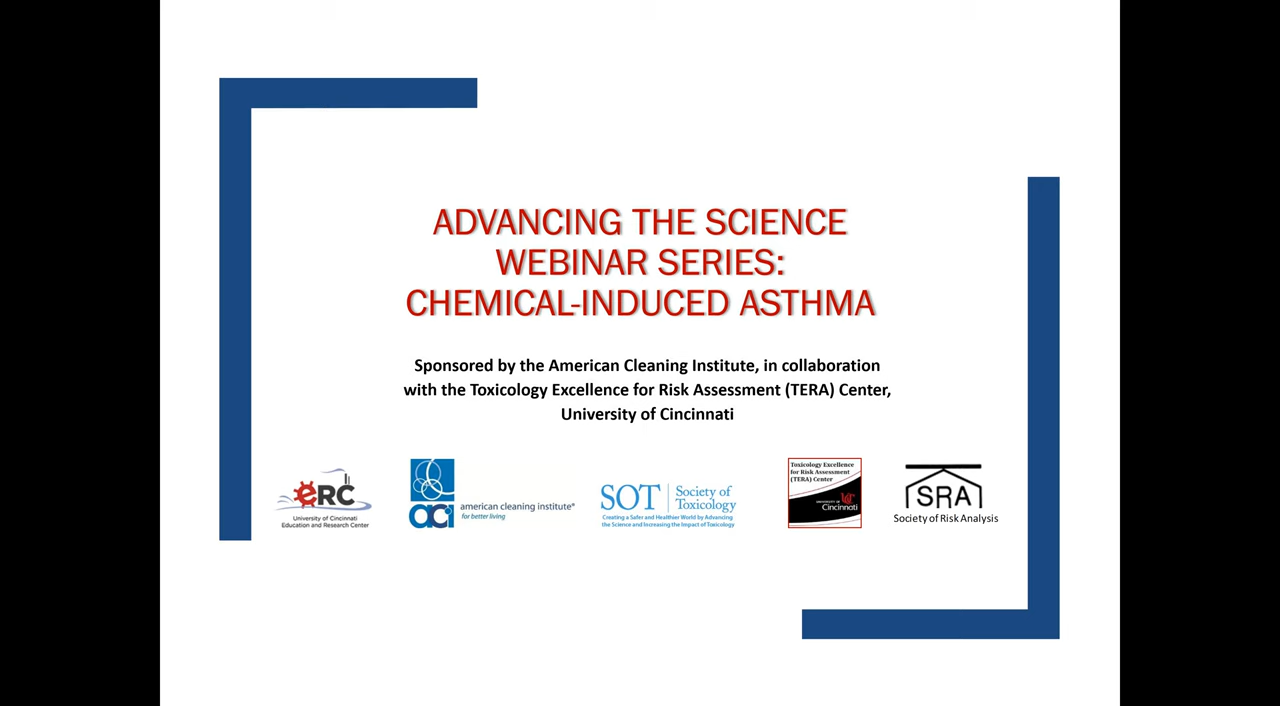 ADVANCING THE SCIENCE
WEBINAR SERIES:
CHEMICAL-INDUCED ASTHMA
Sponsored by the American Cleaning Institute, in collaboration
with the Toxicology Excellence for Risk Assessment (TERA) Center,
University of Cincinnati
eRC
University of Cincinnati
Education and Research Center
aci
american cleaning institute®
for better living
SOT
Society of
Toxicology
Creating a Safer and Healthier World by Advancing
the Science and Increasing the Impact of Toxicology
Toxicology Excellence
for Risk Assessment
(TERA) Center
UNIVERSITY OF
Cincinnati
SRA
Society of Risk Analysis